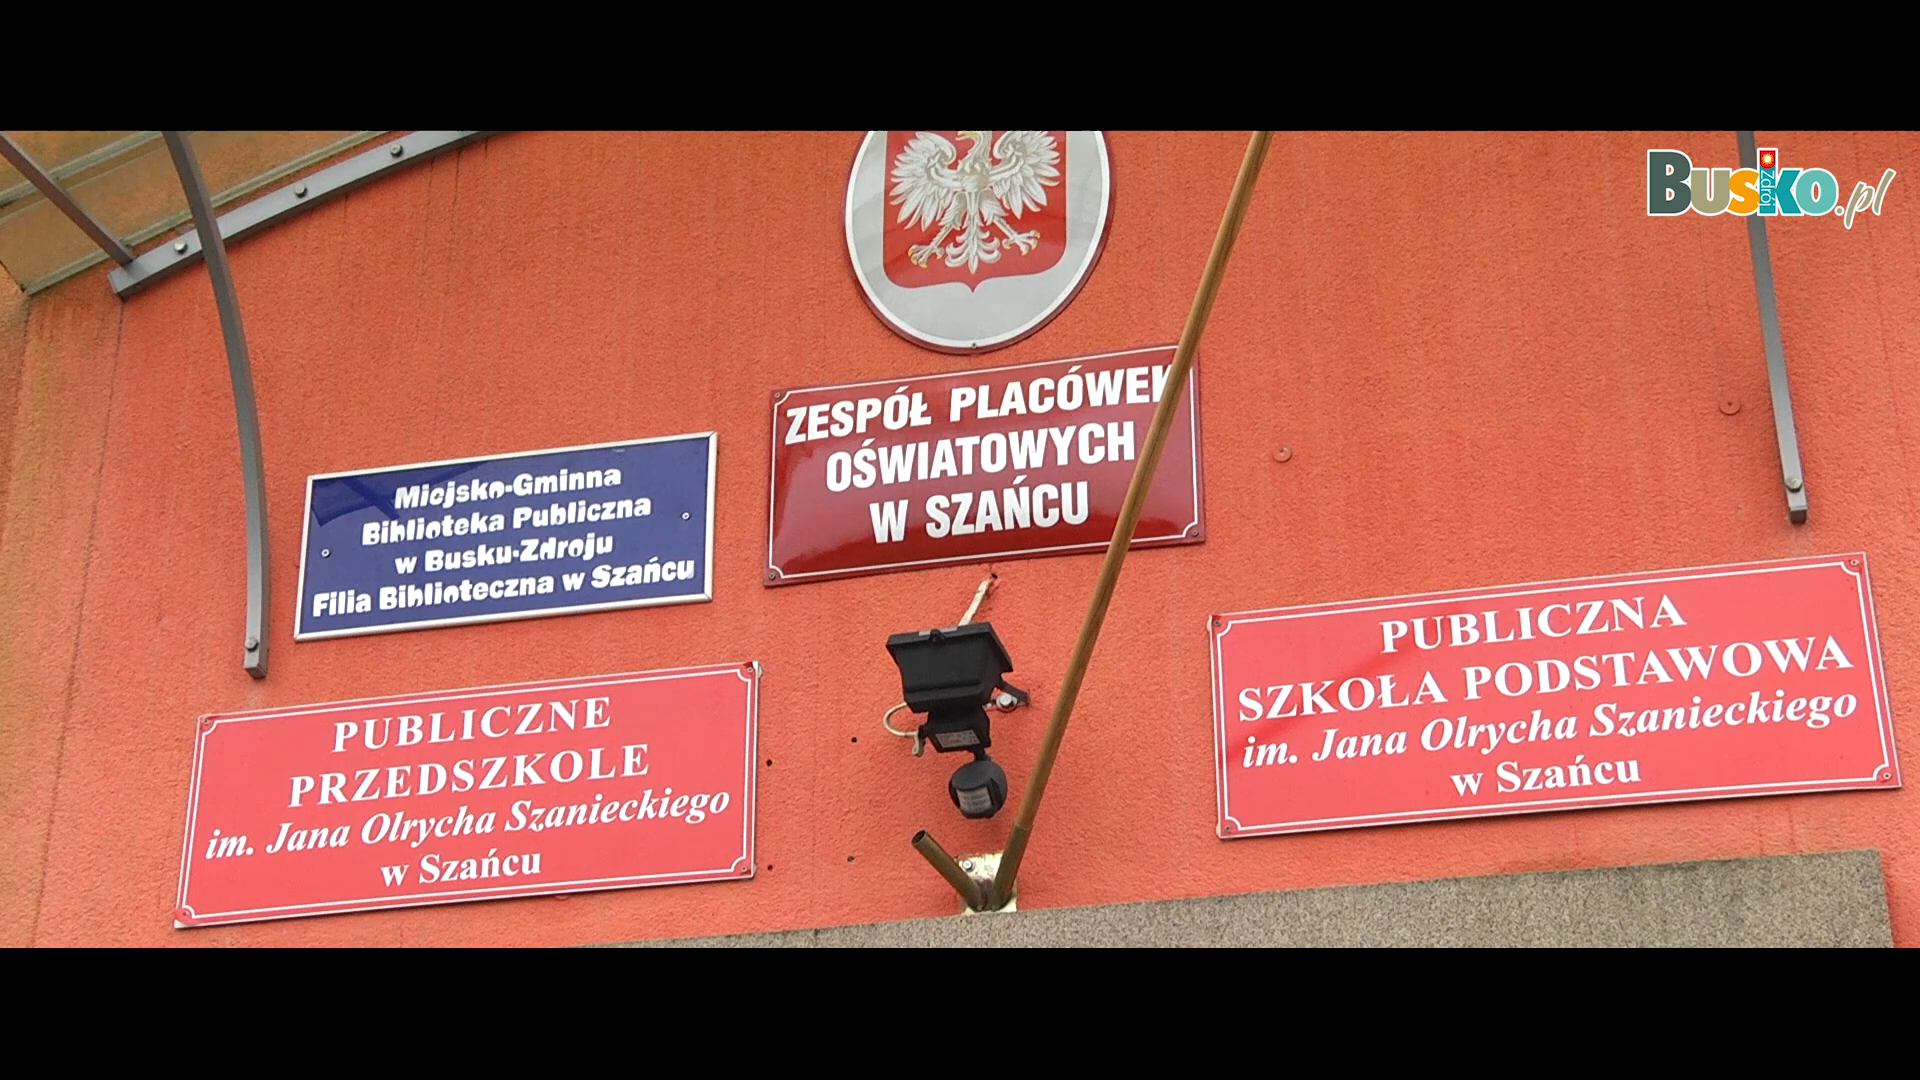 Busko.pl
Zdrój
ZESPÓŁ PLACÓWEK
OŚWIATOWYCH
W SZAŃCU
Miejsko-Gminna
Biblioteka Publiczna
w Busku-Zdroju
Filia Biblioteczna w Szańcu
PUBLICZNE
PRZEDSZKOLE
im. Jana Olrycha Szanieckiego
w Szańcu
PUBLICZNA
SZKOŁA PODSTAWOWA
im. Jana Olrycha Szanieckiego
w Szańcu